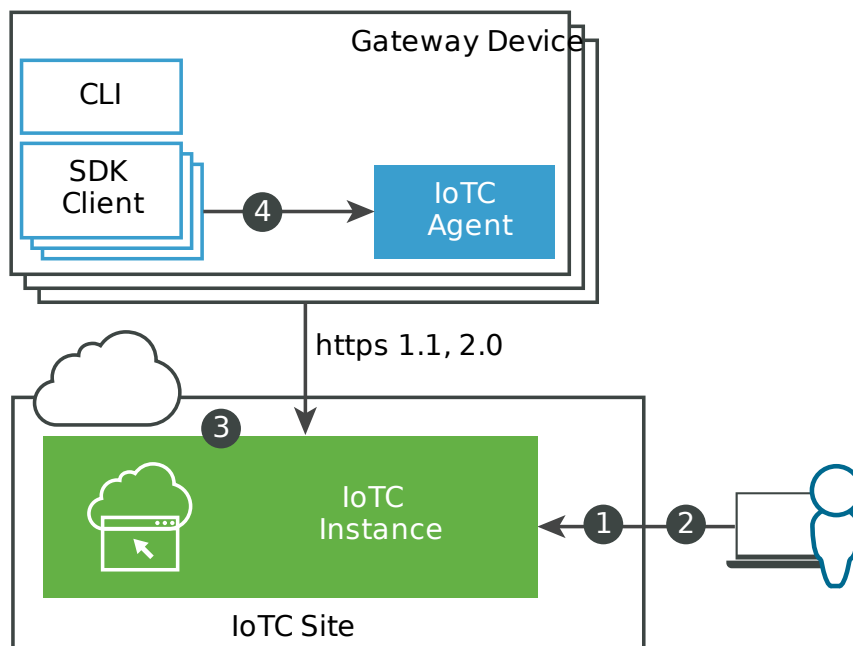 Gateway Device
CLI
SDK
Client
4
IoTC
Agent
https 1.1, 2.0
3
IoTC
Instance
1
2
IoTC Site